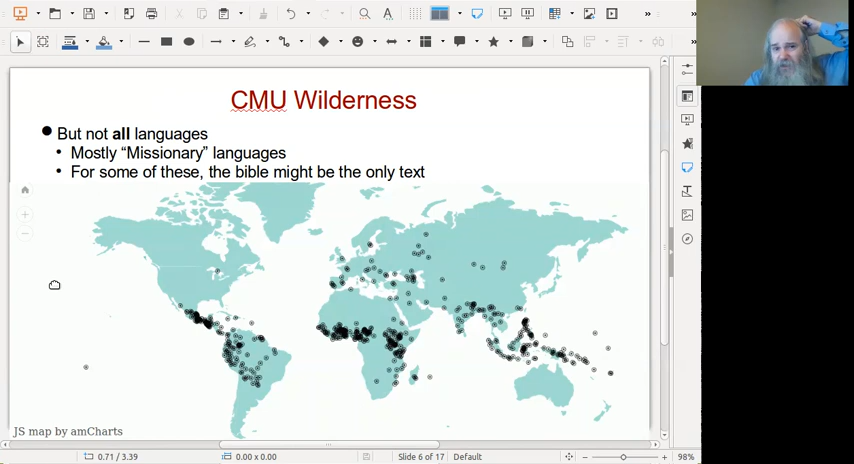 CMU Wilderness
But not all languages
Mostly “Missionary” languages
For some of these, the bible might be the only text
JS map by amCharts
0.71 / 3.39
0.00 x 0.00
Slide 6 of 17
Default
98%